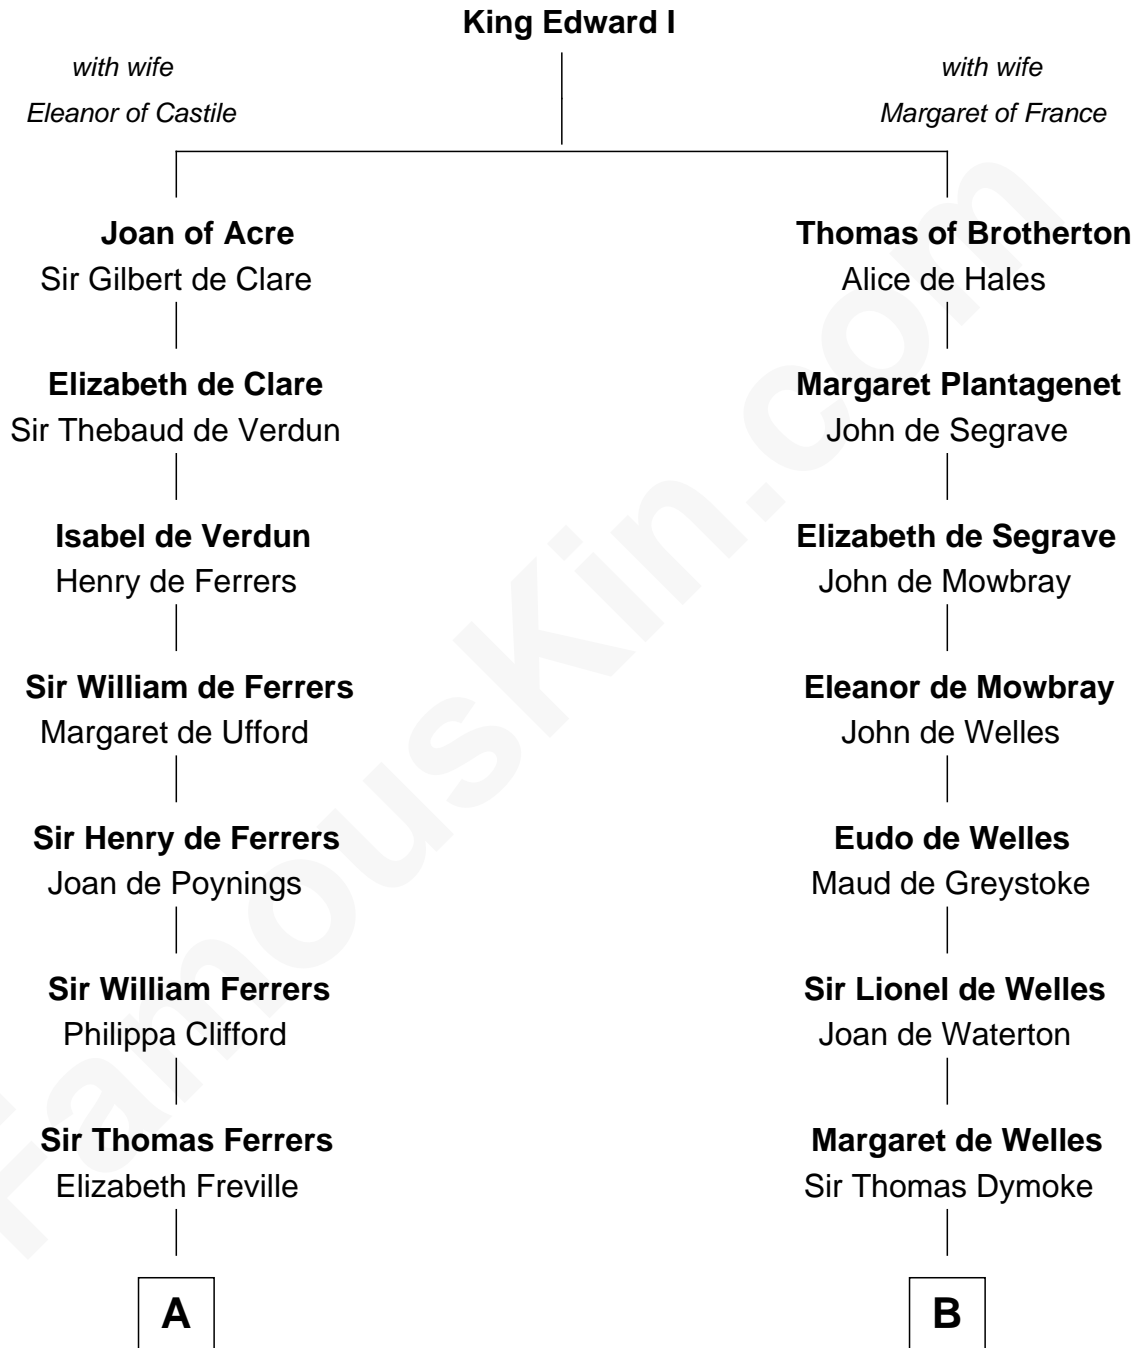 King Edward I
with wife
Eleanor of Castile
with wife
Margaret of France
Joan of Acre
Sir Gilbert de Clare
Thomas of Brotherton
Alice de Hales
Elizabeth de Clare
Sir Thebaud de Verdun
Margaret Plantagenet
John de Segrave
Isabel de Verdun
Henry de Ferrers
Elizabeth de Segrave
John de Mowbray
Sir William de Ferrers
Margaret de Ufford
Eleanor de Mowbray
John de Welles
Sir Henry de Ferrers
Joan de Poynings
Eudo de Welles
Maud de Greystoke
Sir William Ferrers
Philippa Clifford
Sir Lionel de Welles
Joan de Waterton
Sir Thomas Ferrers
Elizabeth Freville
Margaret de Welles
Sir Thomas Dymoke
A
B
FamousKin.com